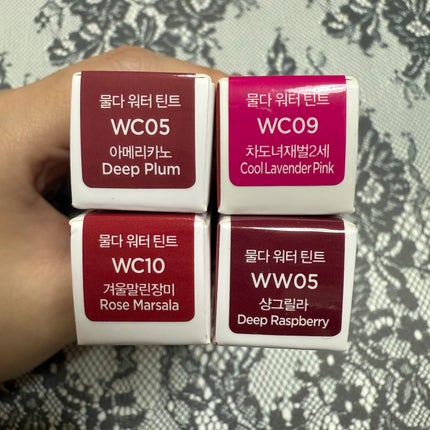 물다 워터 틴트
WC05
아메리카노
Deep Plum
물다 워터 틴트
WC09
차도녀재벌2세
Cool Lavender Pink
물다 워터 틴트
WC10
겨울말린장미
Rose Marsala
물다 워터 틴트
WW05
샹그릴라
Deep Raspberry